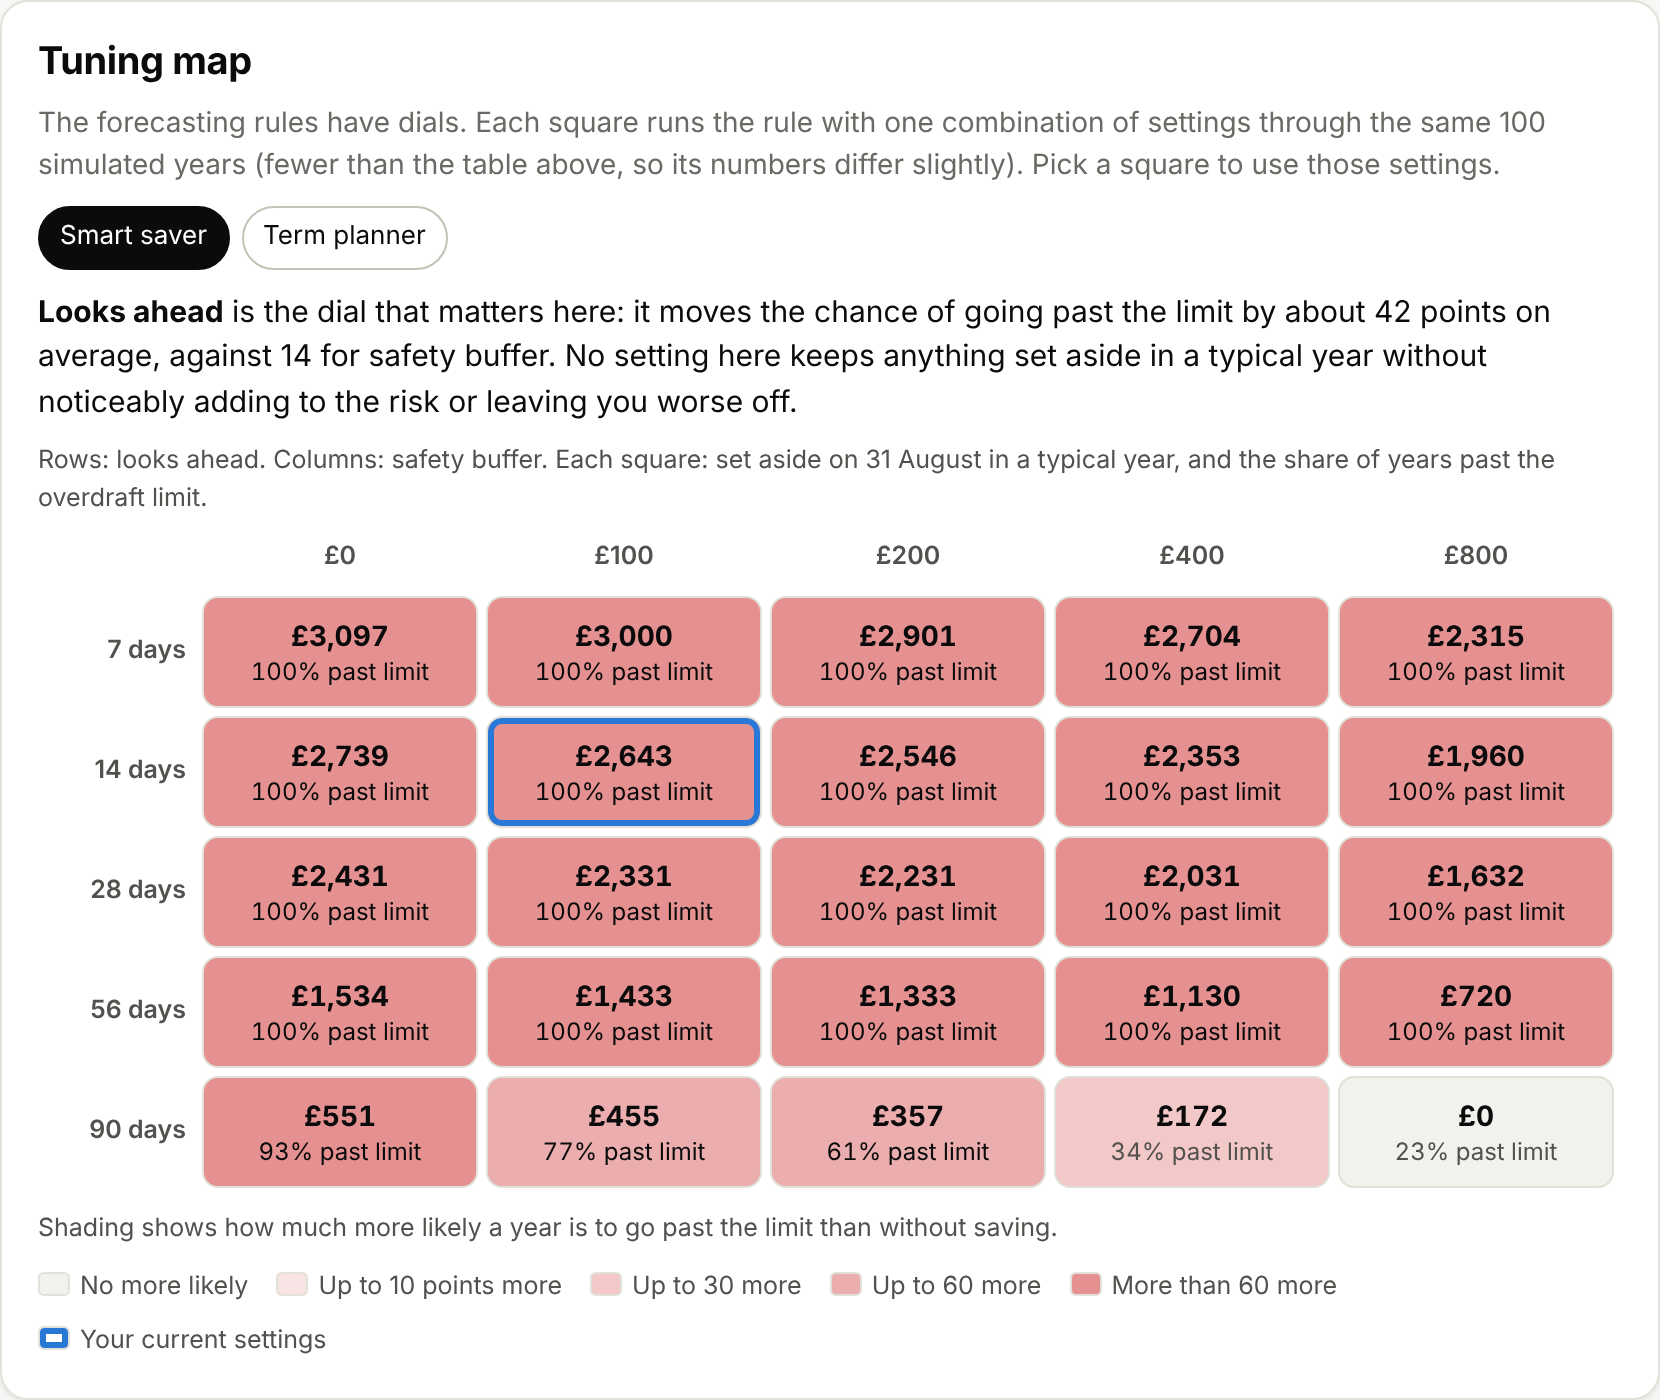 Tuning map
The forecasting rules have dials. Each square runs the rule with one combination of settings through the same 100
simulated years (fewer than the table above, so its numbers differ slightly). Pick a square to use those settings.
Smart saver Term planner
Looks ahead is the dial that matters here: it moves the chance of going past the limit by about 42 points on
average, against 14 for safety buffer. No setting here keeps anything set aside in a typical year without
noticeably adding to the risk or leaving you worse off.
Rows: looks ahead. Columns: safety buffer. Each square: set aside on 31 August in a typical year, and the share of years past the
overdraft limit.
£0 £100 £200 £400 £800
7 days
£3,097 £3,000 £2,901 £2,704 £2,315
100% past limit 100% past limit 100% past limit 100% past limit 100% past limit
14 days
£2,739 £2,643 £2,546 £2,353 £1,960
100% past limit 100% past limit 100% past limit 100% past limit 100% past limit
28 days
£2,431 £2,331 £2,231 £2,031 £1,632
100% past limit 100% past limit 100% past limit 100% past limit 100% past limit
56 days
£1,534 £1,433 £1,333 £1,130 £720
100% past limit 100% past limit 100% past limit 100% past limit 100% past limit
90 days
£551 £455 £357 £172 £0
93% past limit 77% past limit 61% past limit 34% past limit 23% past limit
Shading shows how much more likely a year is to go past the limit than without saving.
No more likely Up to 10 points more Up to 30 more Up to 60 more More than 60 more
Your current settings